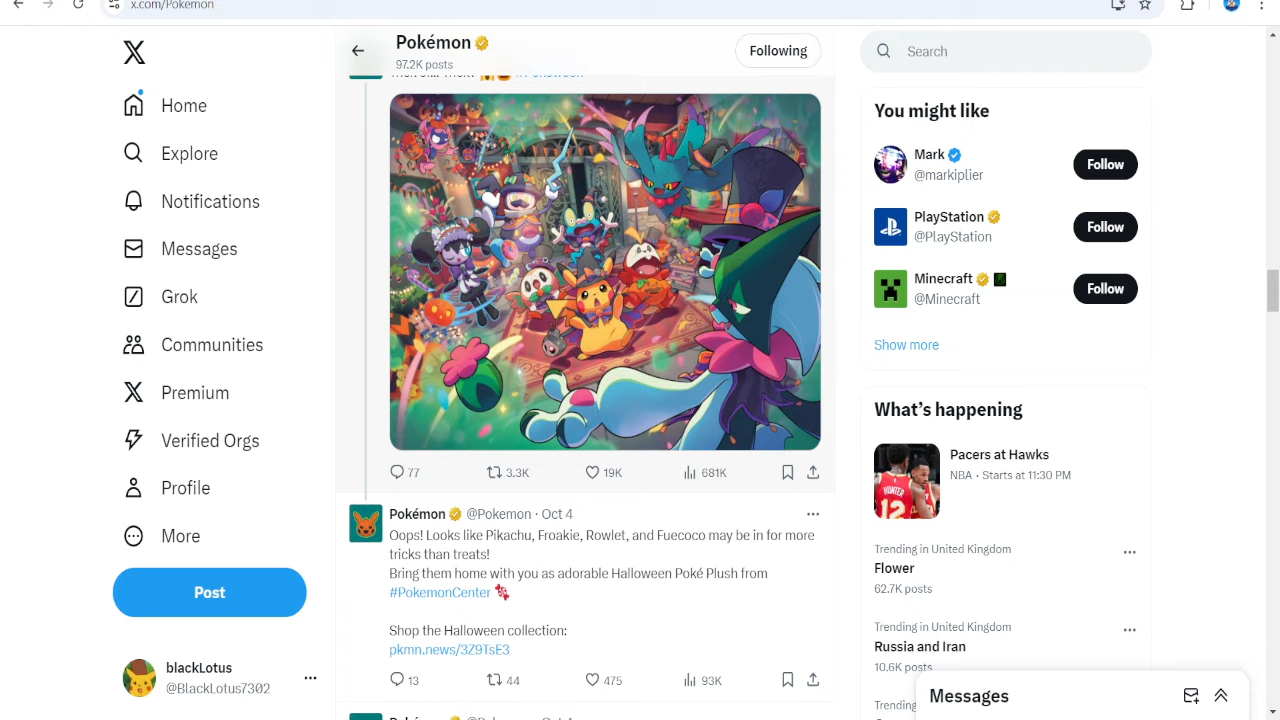 x.com/Pokemon
Pokémon
97.2K posts
Following
Search
Home
Explore
Notifications
Messages
Grok
Communities
Premium
Verified Orgs
Profile
More
Post
blackLotus
@BlackLotus7302
77
3.3K
19K
681K
Pokémon @Pokemon · Oct 4
Oops! Looks like Pikachu, Froakie, Rowlet, and Fuecoco may be in for more
tricks than treats!
Bring them home with you as adorable Halloween Poké Plush from
#PokemonCenter
Shop the Halloween collection:
pkmn.news/3Z9TsE3
13
44
475
93K
You might like
Mark
@markiplier
Follow
PlayStation
@PlayStation
Follow
Minecraft
@Minecraft
Follow
Show more
What's happening
Pacers at Hawks
NBA · Starts at 11:30 PM
HUNTER
12
Trending in United Kingdom
Flower
62.7K posts
Trending in United Kingdom
Russia and Iran
10.6K posts
Trending
Messages